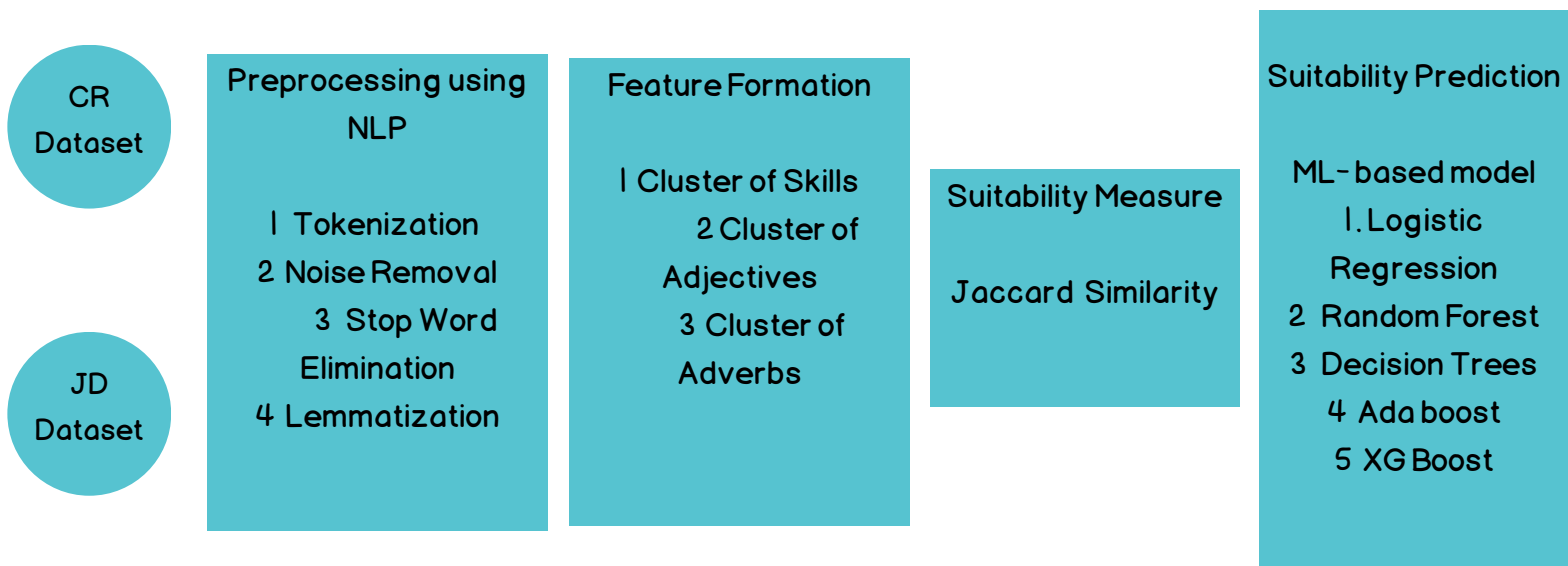 CR
Dataset
JD
Dataset
Preprocessing using
NLP
1 Tokenization
2 Noise Removal
3 Stop Word
Elimination
4 Lemmatization
Feature Formation
1 Cluster of Skills
2 Cluster of
Adjectives
3 Cluster of
Adverbs
Suitability Measure
Jaccard Similarity
Suitability Prediction
ML-based model
1. Logistic
Regression
2 Random Forest
3 Decision Trees
4 Ada boost
5 XG Boost